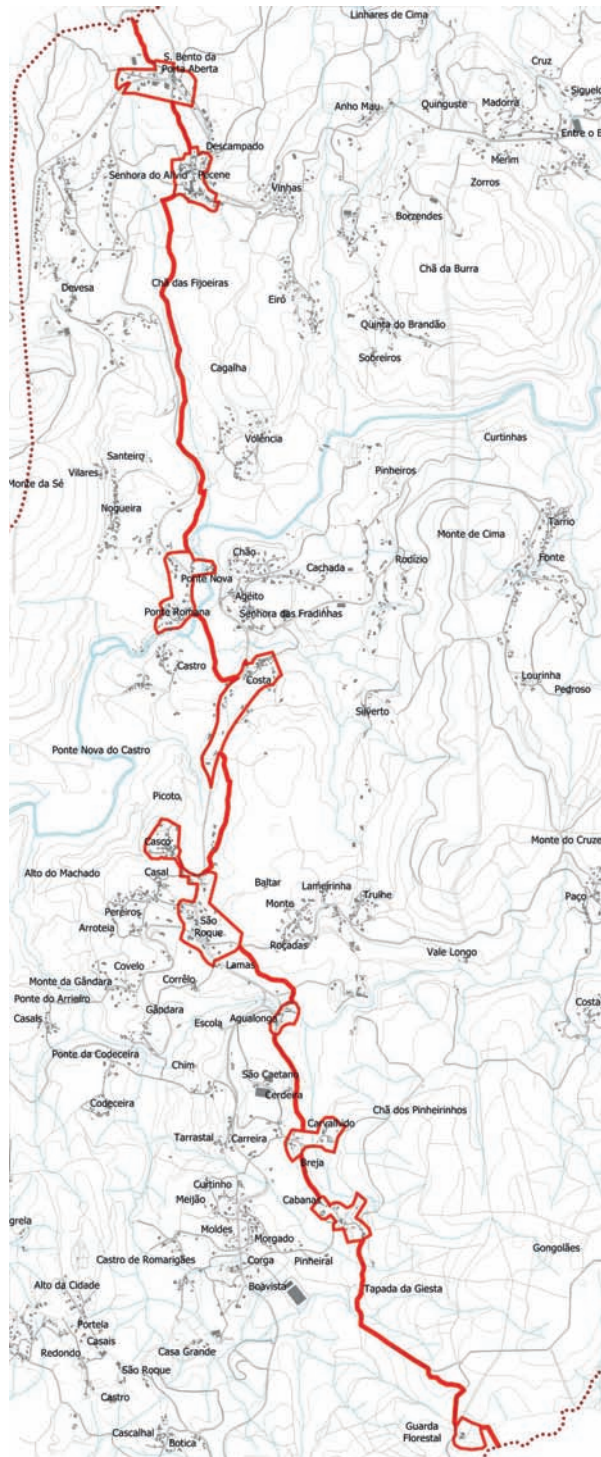 Linhares de Cima
S. Bento da
Porta Aberta
Cruz
Anho Mau
Quinguste
Madorra
Entre o
Descampado
Merim
Senhora do Alvio
Pecene
Zorros
Vinhas
Borzendes
Chã da Burra
Devesa
Chã das Fijoeiras
Eirô
Quinta do Brandão
Sobreiros
Cagalha
Volência
Curtinhas
Santeiro
Pinheiros
Vilares
Monte da Sé
Nogueira
Tarrio
Monte de Cima
Chão
Rodízio
Fonte
Ponte Nova
Cachada
Ageito
Ponte Romana
Senhora das Fradinhas
Castro
Costa
Lourinha
Pedroso
Silverto
Ponte Nova do Castro
Picoto
Casco
Monte do Cruze
Alto do Machado
Casal
Baltar
Lameirinha
Trulhe
Paço
Pereiros
São
Roque
Monte
Arroteia
Roçadas
Vale Longo
Covelo
Lamas
Monte da Gândara
Corrêlo
Ponte do Arrieiro
Costa
Casais
Gândara
Escola
Agualonga
Ponte da Codeceira
Chim
São Caetano
Cerdeira
Codeceira
Carvalhido
Chã dos Pinheirinhos
Tarrastal
Carreira
Breja
Curtinho
Meijão
Cabanas
Moldes
Morgado
grela
Castro de Romarigães
Corga
Pinheiral
Gongolães
Alto da Cidade
Boavista
Tapada da Giesta
Portela
Casais
Redondo
Casa Grande
São Roque
Castro
Guarda
Florestal
Cascalhal
Botica